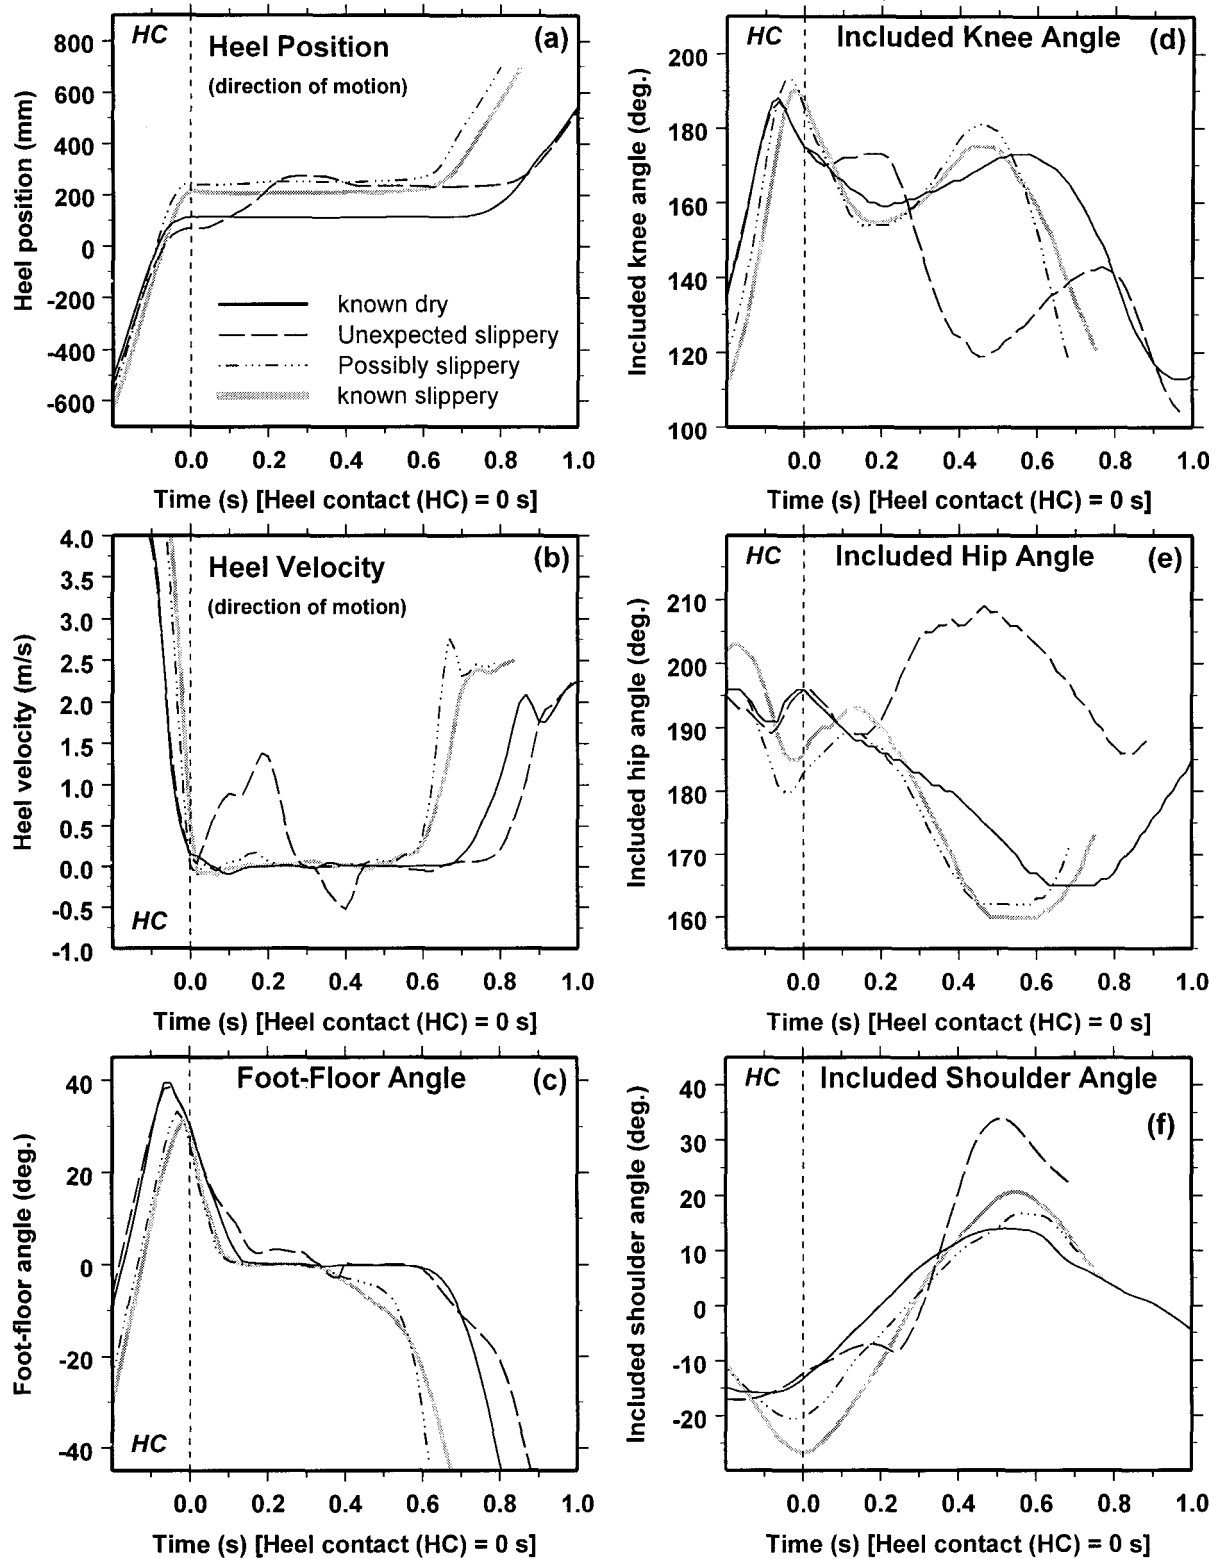 HC
Heel Position
(a)
(direction of motion)
800
600
400
200
0
-200
-400
-600
Heel position (mm)
known dry
Unexpected slippery
Possibly slippery
known slippery
0.0 0.2 0.4 0.6 0.8 1.0
Time (s) [Heel contact (HC) = 0 s]
HC
Included Knee Angle
(d)
200
180
160
140
120
100
Included knee angle (deg.)
0.0 0.2 0.4 0.6 0.8 1.0
Time (s) [Heel contact (HC) = 0 s]
Heel Velocity
(b)
(direction of motion)
4.0
3.5
3.0
2.5
2.0
1.5
1.0
0.5
0.0
-0.5
-1.0
Heel velocity (m/s)
HC
0.0 0.2 0.4 0.6 0.8 1.0
Time (s) [Heel contact (HC) = 0 s]
HC
Included Hip Angle
(e)
210
200
190
180
170
160
Included hip angle (deg.)
0.0 0.2 0.4 0.6 0.8 1.0
Time (s) [Heel contact (HC) = 0 s]
Foot-Floor Angle
(c)
40
20
0
-20
-40
Foot-floor angle (deg.)
HC
0.0 0.2 0.4 0.6 0.8 1.0
Time (s) [Heel contact (HC) = 0 s]
HC
Included Shoulder Angle
(f)
40
30
20
10
0
-10
-20
Included shoulder angle (deg.)
0.0 0.2 0.4 0.6 0.8 1.0
Time (s) [Heel contact (HC) = 0 s]